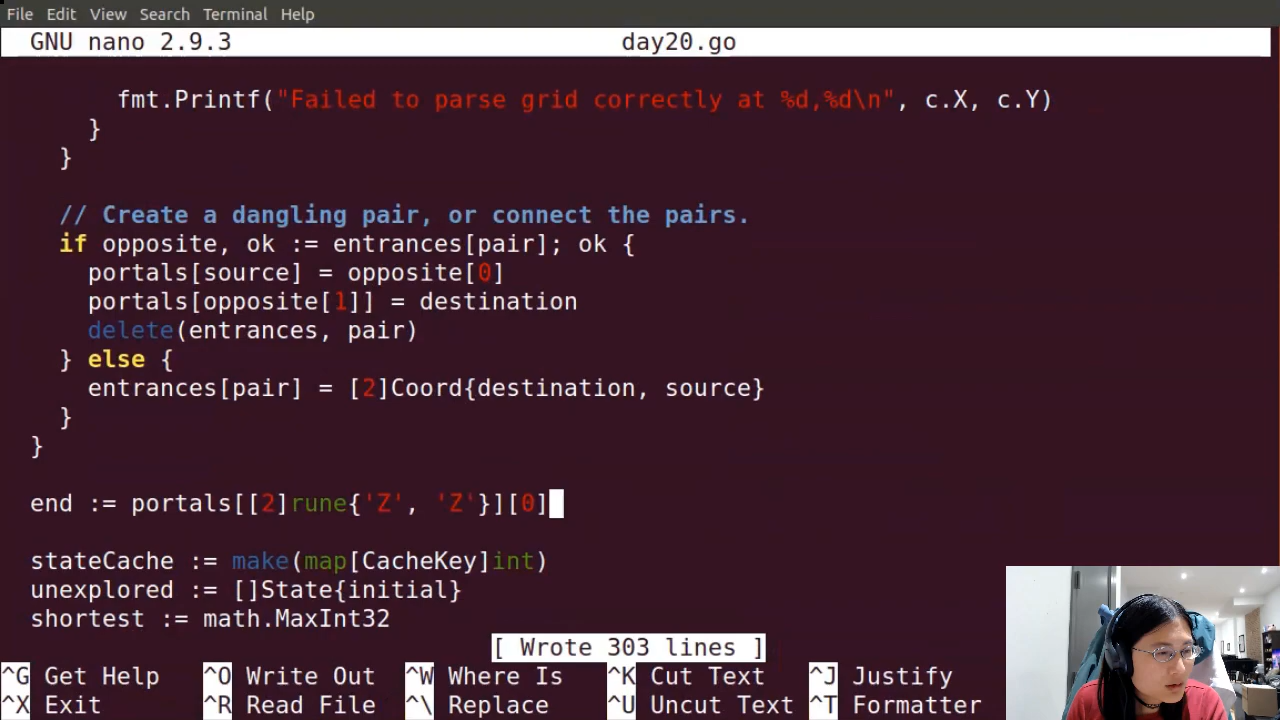 File Edit View Search Terminal Help
GNU nano 2.9.3 day20.go
fmt.Printf("Failed to parse grid correctly at %d,%d\n", c.X, c.Y)
}
}
// Create a dangling pair, or connect the pairs.
if opposite, ok := entrances[pair]; ok {
portals[source] = opposite[0]
portals[opposite[1]] = destination
delete(entrances, pair)
} else {
entrances[pair] = [2]Coord{destination, source}
}
}
end := portals[[2]rune{'Z', 'Z'}][0]
stateCache := make(map[CacheKey]int)
unexplored := []State{initial}
shortest := math.MaxInt32
[ Wrote 303 lines ]
^G Get Help ^O Write Out ^W Where Is ^K Cut Text ^J Justify
^X Exit ^R Read File ^\ Replace ^U Uncut Text ^T Formatter